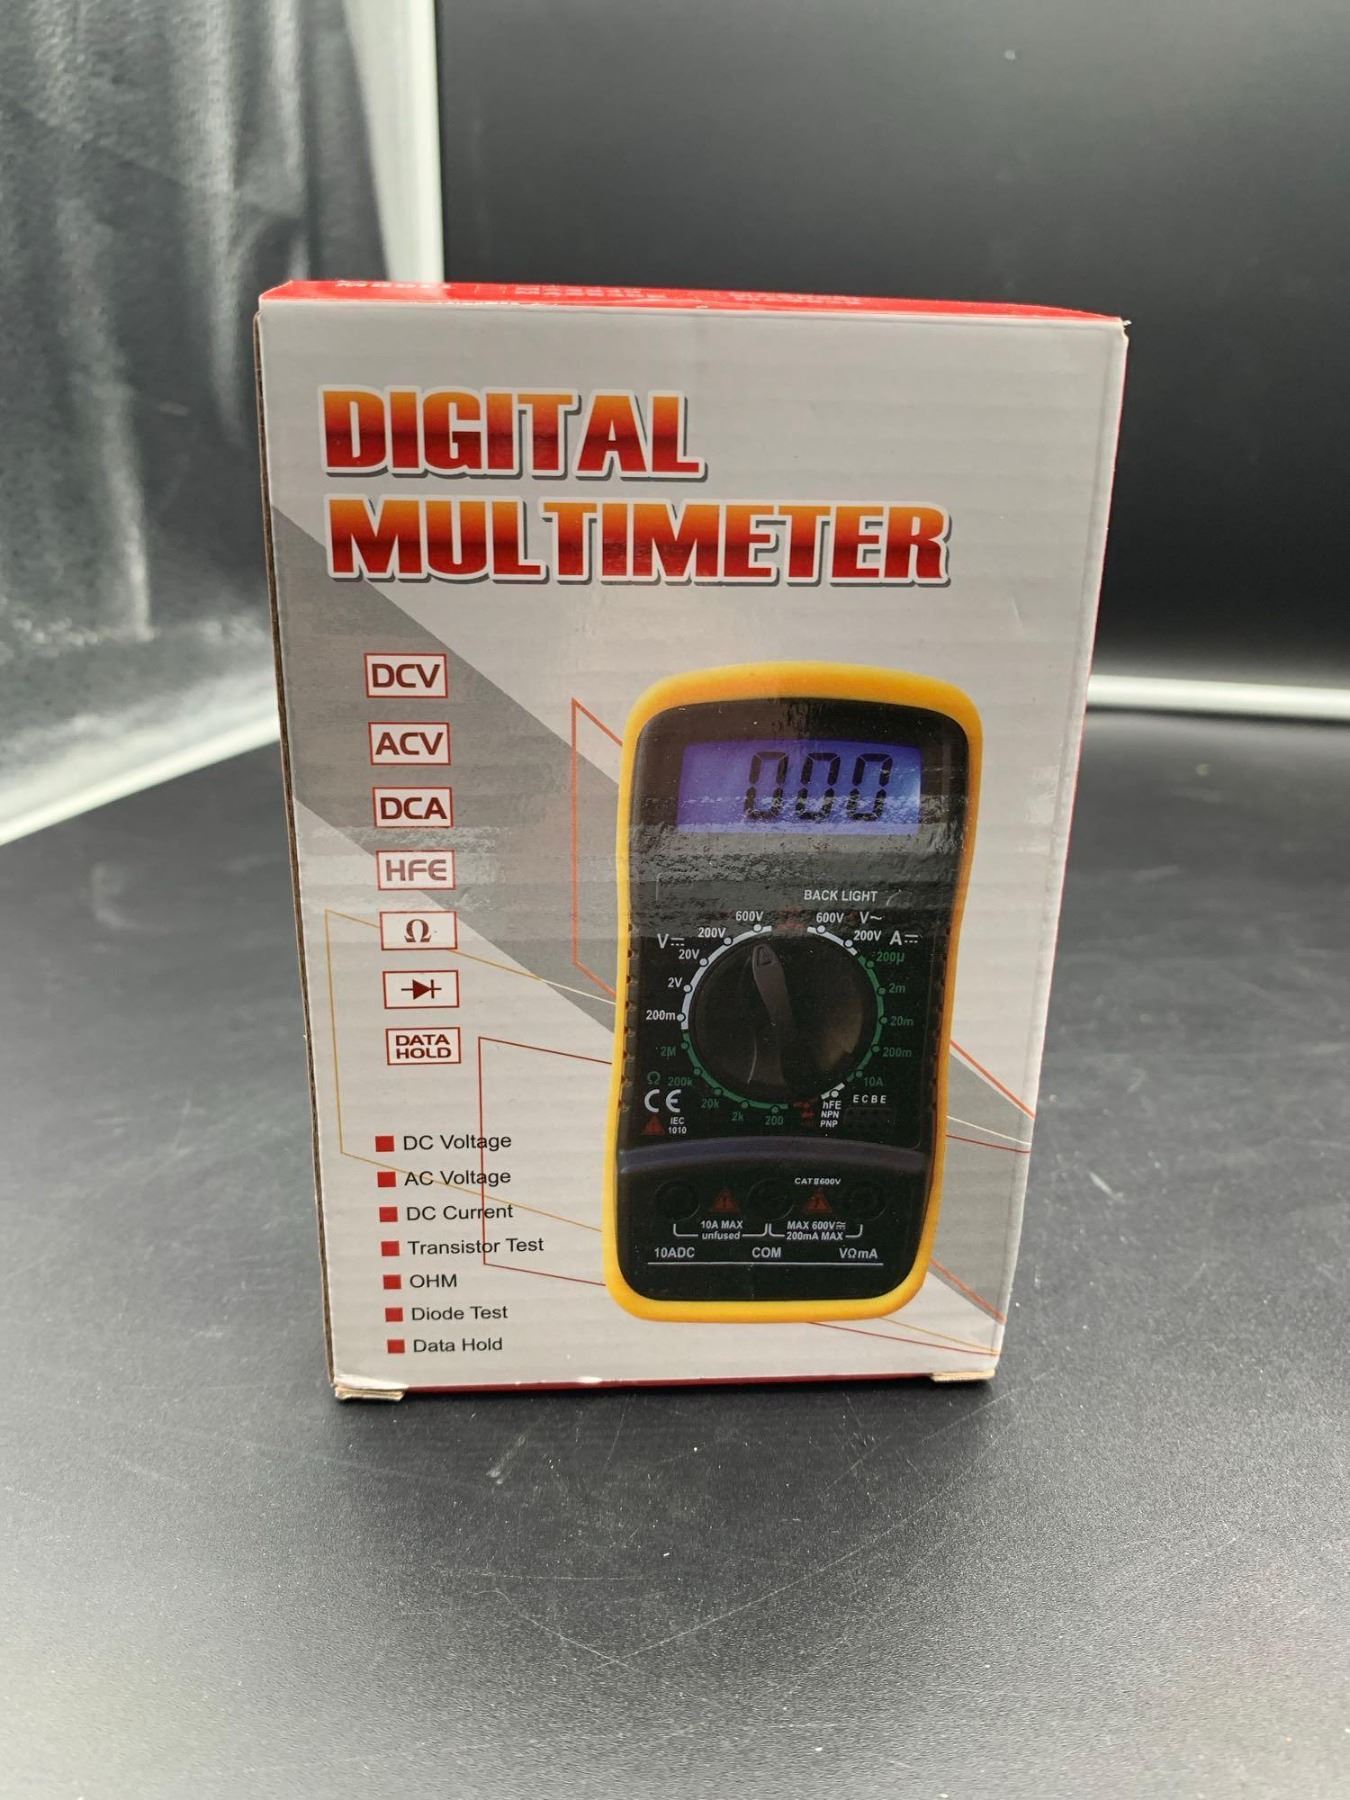 DIGITAL
MULTIMETER
DCV
ACV
DCA
HFE
Ω
DATA
HOLD
DC Voltage
AC Voltage
DC Current
Transistor Test
OHM
Diode Test
Data Hold
000
BACK LIGHT
600V
600V
V~
200V
200V
V⎓
A⎓
20V
200µ
2V
2m
200m
20m
2M
200m
Ω
200k
10A
20k
2k
200
hFE
NPN
PNP
E C B E
CE
IEC
1010
CAT II 600V
10A MAX
unfused
MAX 600V≂
200mA MAX
10ADC
COM
VΩmA